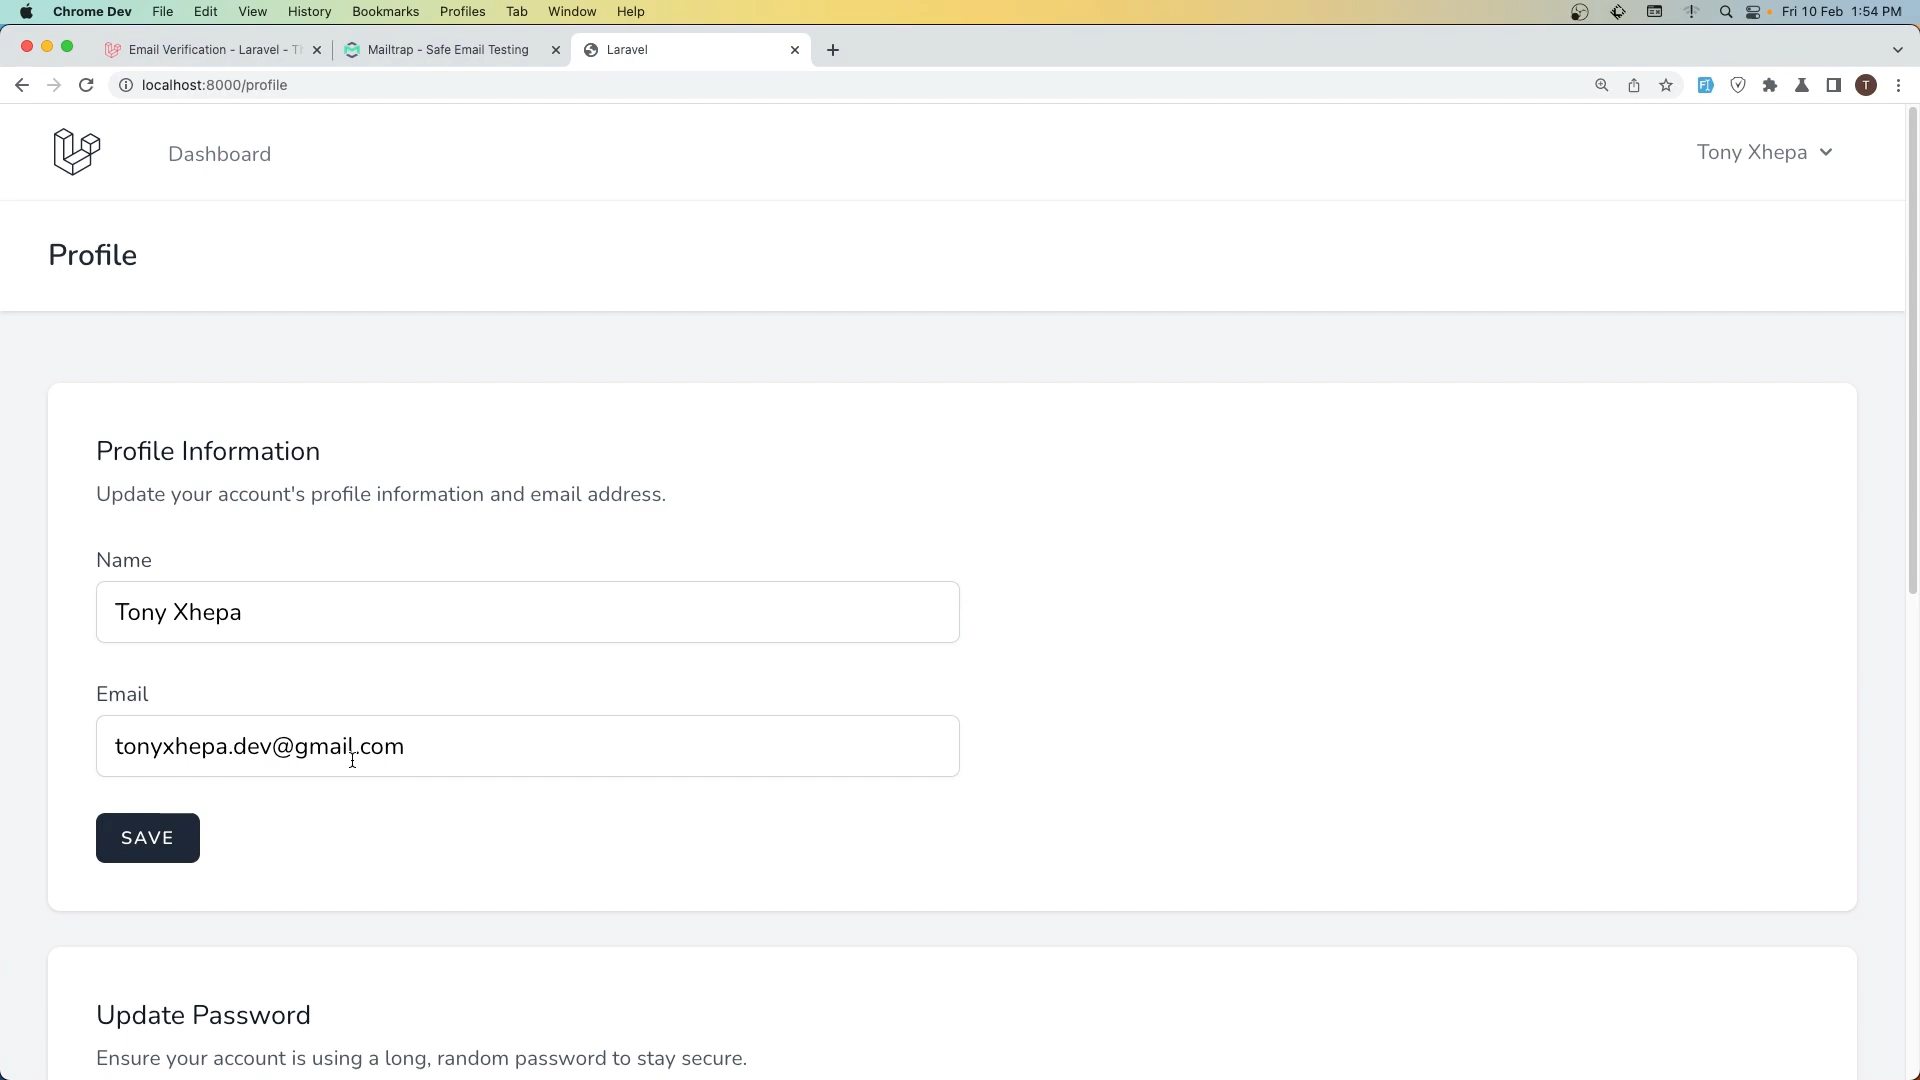 Chrome Dev File Edit View History Bookmarks Profiles Tab Window Help Fri 10 Feb 1:54 PM
Email Verification - Laravel - Mailtrap - Safe Email Testing Laravel
localhost:8000/profile T
Dashboard Tony Xhepa
Profile
Profile Information
Update your account's profile information and email address.
Name
Tony Xhepa
Email
tonyxhepa.dev@gmail.com
SAVE
Update Password
Ensure your account is using a long, random password to stay secure.